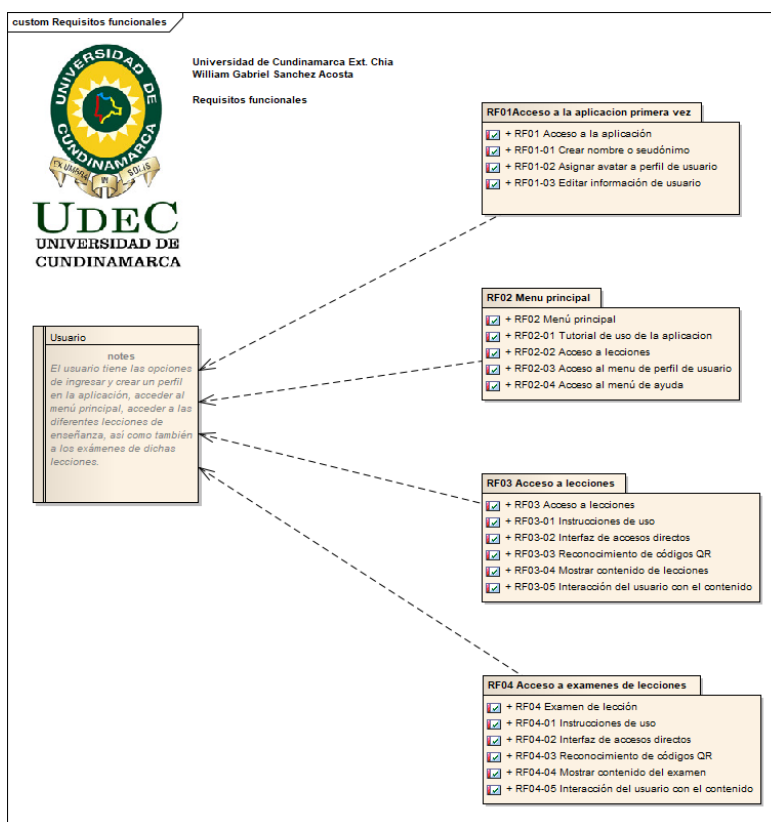 custom Requisitos funcionales
UNIVERSIDAD DE
CUNDINAMARCA
SOLIS
UDEC
UNIVERSIDAD DE
CUNDINAMARCA
Universidad de Cundinamarca Ext. Chia
William Gabriel Sanchez Acosta
Requisitos funcionales
RF01Acceso a la aplicacion primera vez
+ RF01 Acceso a la aplicación
+ RF01-01 Crear nombre o seudónimo
+ RF01-02 Asignar avatar a perfil de usuario
+ RF01-03 Editar información de usuario
Usuario
notes
El usuario tiene las opciones
de ingresar y crear un perfil
en la aplicación, acceder al
menú principal, acceder a las
diferentes lecciones de
enseñanza, así como también
a los exámenes de dichas
lecciones.
RF02 Menu principal
+ RF02 Menú principal
+ RF02-01 Tutorial de uso de la aplicacion
+ RF02-02 Acceso a lecciones
+ RF02-03 Acceso al menu de perfil de usuario
+ RF02-04 Acceso al menú de ayuda
RF03 Acceso a lecciones
+ RF03 Acceso a lecciones
+ RF03-01 Instrucciones de uso
+ RF03-02 Interfaz de accesos directos
+ RF03-03 Reconocimiento de códigos QR
+ RF03-04 Mostrar contenido de lecciones
+ RF03-05 Interacción del usuario con el contenido
RF04 Acceso a examenes de lecciones
+ RF04 Examen de lección
+ RF04-01 Instrucciones de uso
+ RF04-02 Interfaz de accesos directos
+ RF04-03 Reconocimiento de códigos QR
+ RF04-04 Mostrar contenido del examen
+ RF04-05 Interacción del usuario con el contenido